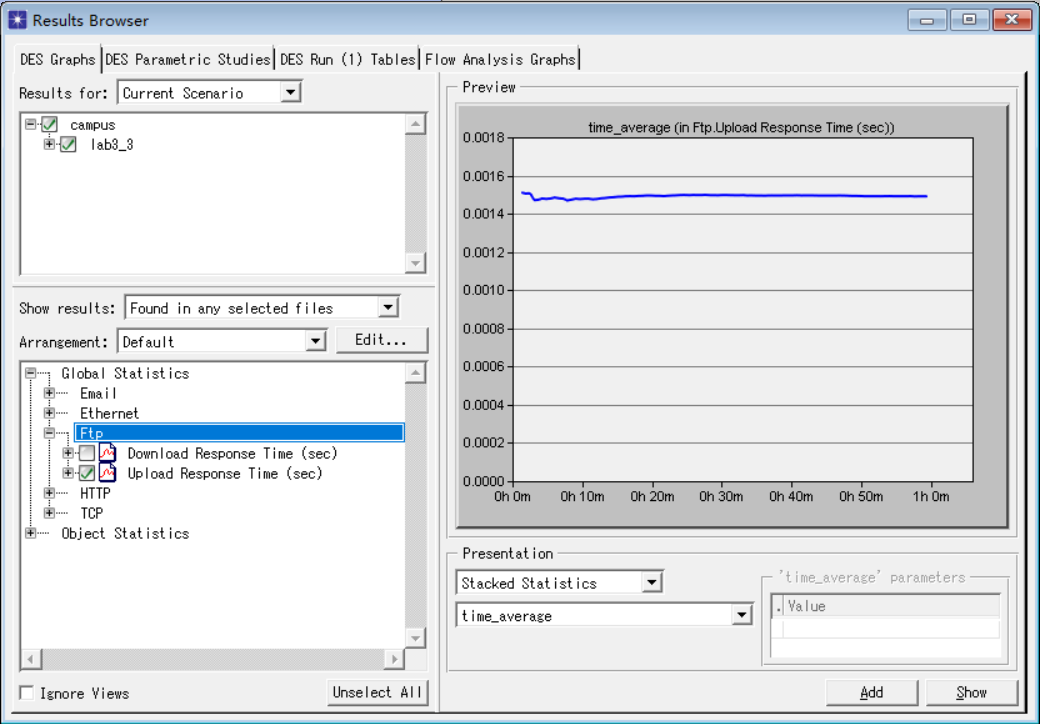 Results Browser
DES Graphs DES Parametric Studies DES Run (1) Tables Flow Analysis Graphs
Results for: Current Scenario
campus
lab3_3
Show results: Found in any selected files
Arrangement: Default Edit...
Global Statistics
Email
Ethernet
Ftp
Download Response Time (sec)
Upload Response Time (sec)
HTTP
TCP
Object Statistics
Ignore Views Unselect All
Preview
time_average (in Ftp.Upload Response Time (sec))
0.0018
0.0016
0.0014
0.0012
0.0010
0.0008
0.0006
0.0004
0.0002
0.0000
0h 0m 0h 10m 0h 20m 0h 30m 0h 40m 0h 50m 1h 0m
Presentation
Stacked Statistics
time_average
'time_average' parameters
. Value
Add Show